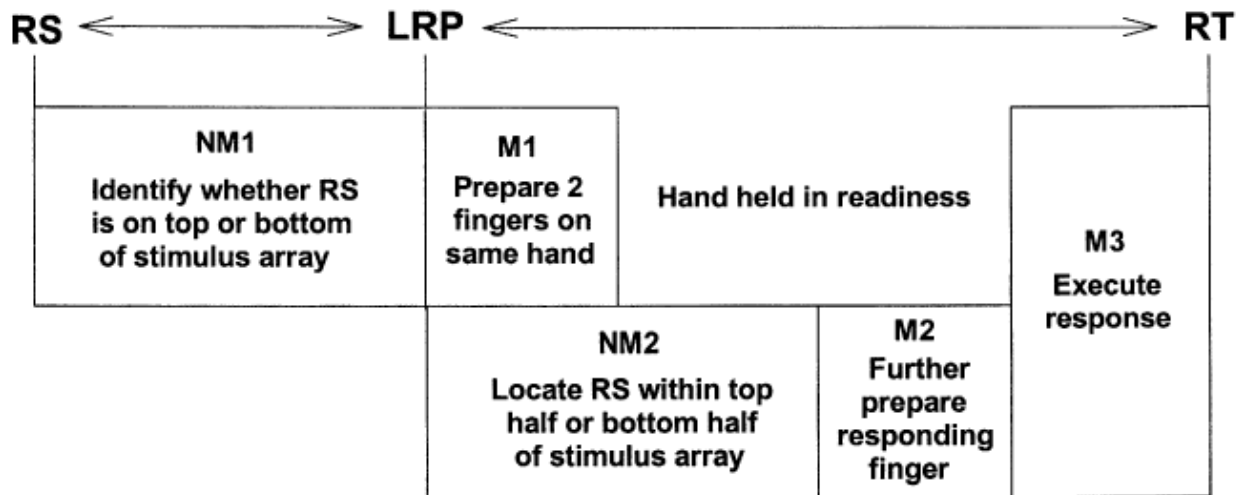 RS LRP RT
NM1
Identify whether RS
is on top or bottom
of stimulus array
M1
Prepare 2
fingers on
same hand
Hand held in readiness
M3
Execute
response
NM2
Locate RS within top
half or bottom half
of stimulus array
M2
Further
prepare
responding
finger